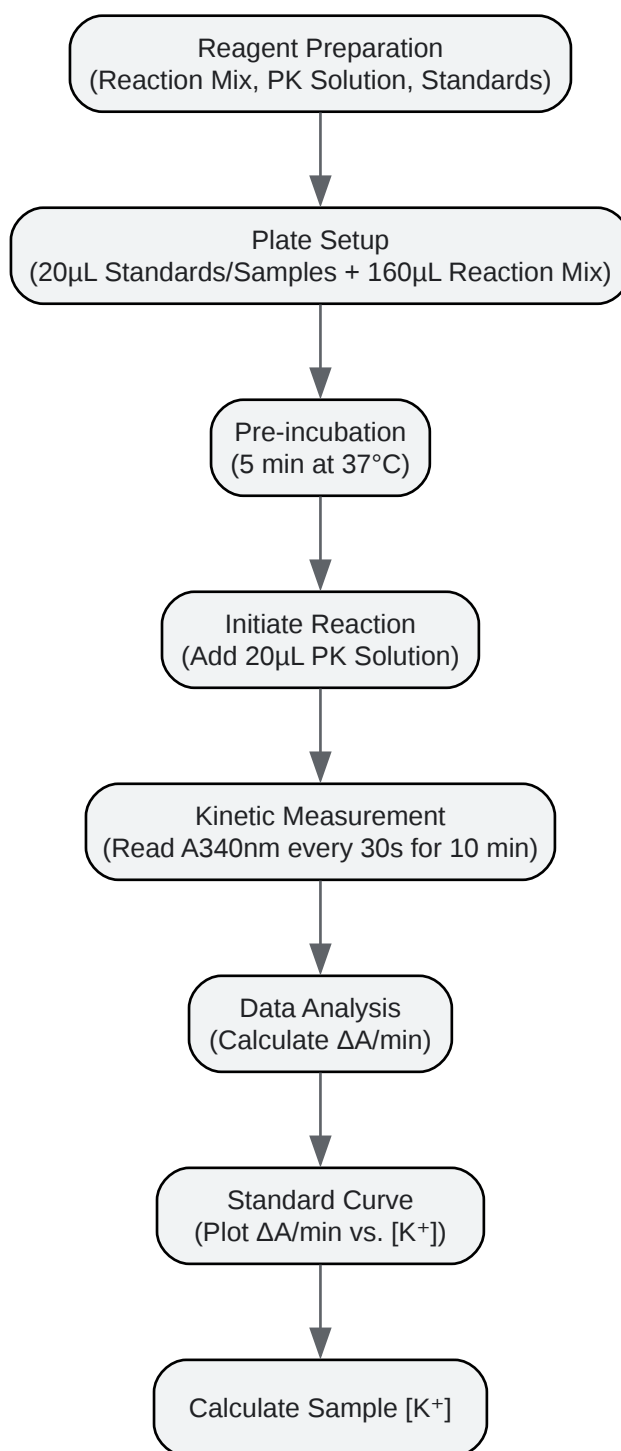 Reagent Preparation
(Reaction Mix, PK Solution, Standards)
Plate Setup
(20µL Standards/Samples + 160µL Reaction Mix)
Pre-incubation
(5 min at 37°C)
Initiate Reaction
(Add 20µL PK Solution)
Kinetic Measurement
(Read A340nm every 30s for 10 min)
Data Analysis
(Calculate ΔA/min)
Standard Curve
(Plot ΔA/min vs. [K⁺])
Calculate Sample [K⁺]